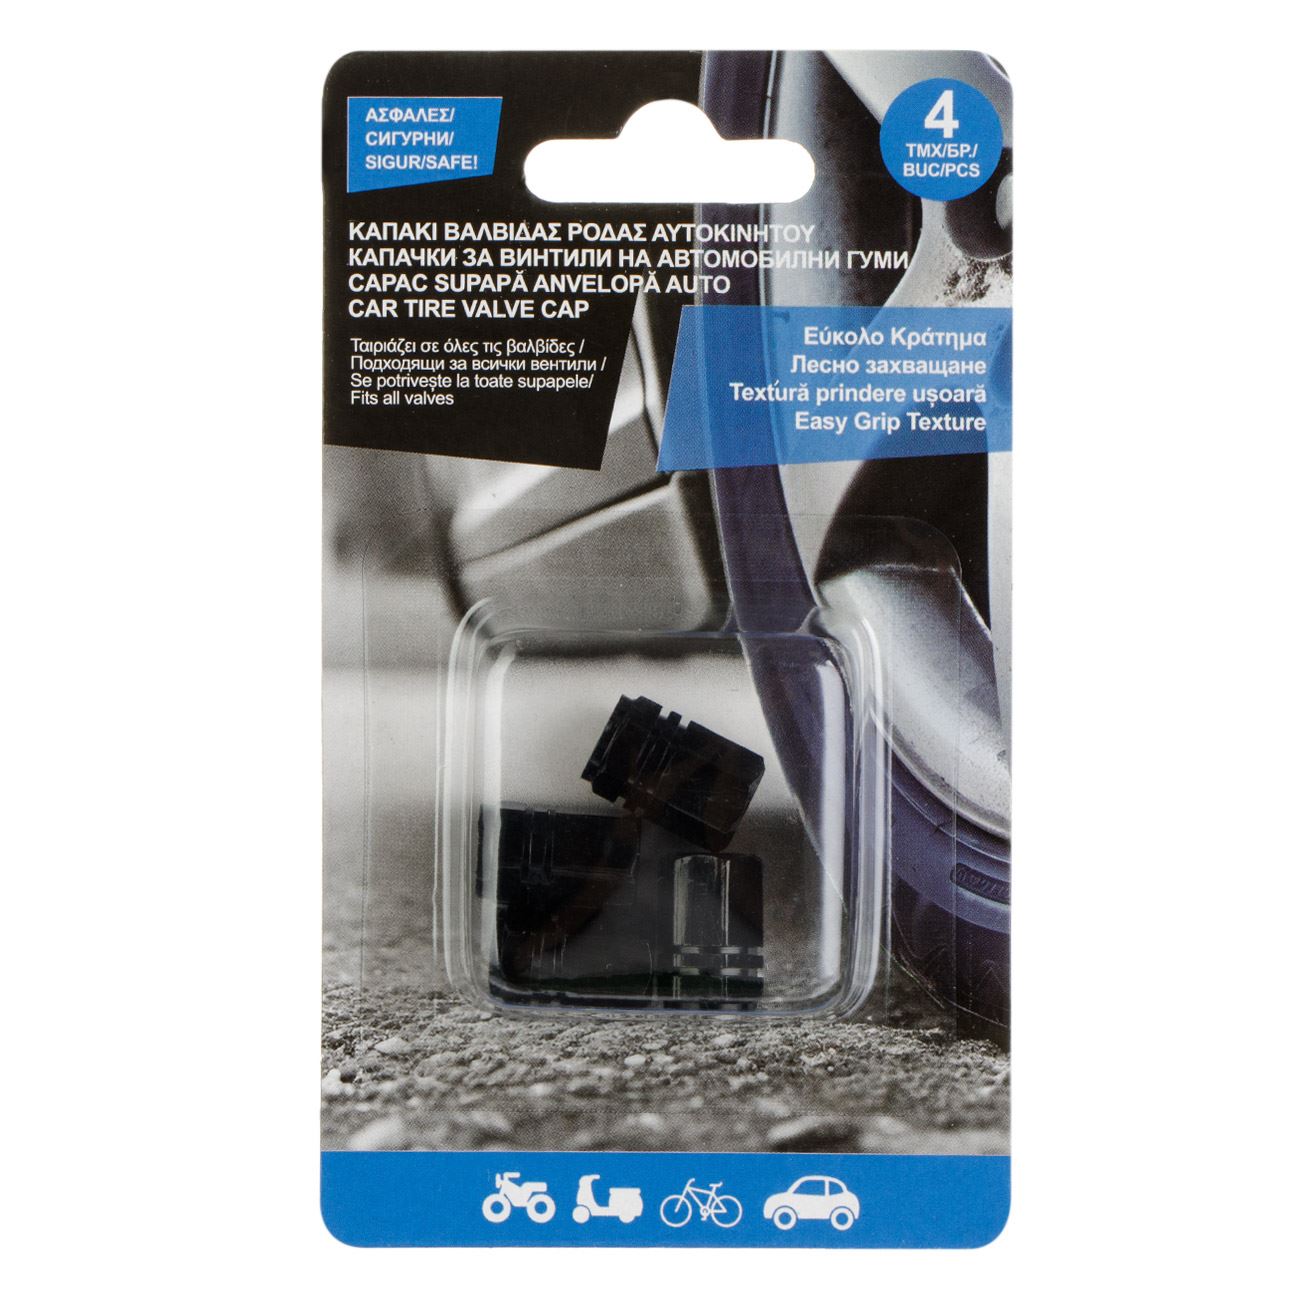 ΑΣΦΑΛΕΣ/
СИГУРНИ/
SIGUR/SAFE!
4
ΤΜΧ/БР./
BUC/PCS
ΚΑΠΑΚΙ ΒΑΛΒΙΔΑΣ ΡΟΔΑΣ ΑΥΤΟΚΙΝΗΤΟΥ
КАПАЧКИ ЗА ВИНТИЛИ НА АВТОМОБИЛНИ ГУМИ
CAPAC SUPAPĂ ANVELOPĂ AUTO
CAR TIRE VALVE CAP
Ταιριάζει σε όλες τις βαλβίδες /
Подходящи за всички вентили /
Se potrivește la toate supapele/
Fits all valves
Εύκολο Κράτημα
Лесно захващане
Textúră prindere ușoară
Easy Grip Texture